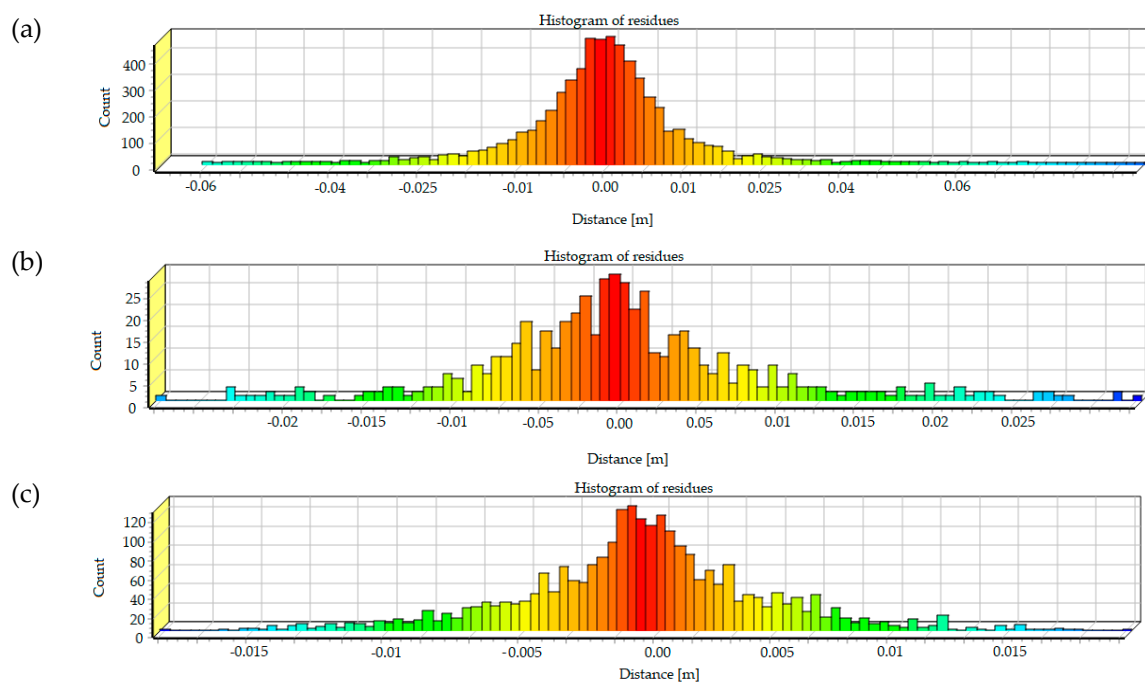 (a)
Histogram of residues
Count
400
300
200
100
0
-0.06 -0.04 -0.025 -0.01 0.00 0.01 0.025 0.04 0.06
Distance [m]
(b)
Histogram of residues
Count
25
20
15
10
5
0
-0.02 -0.015 -0.01 -0.05 0.00 0.05 0.01 0.015 0.02 0.025
Distance [m]
(c)
Histogram of residues
Count
120
100
80
60
40
20
0
-0.015 -0.01 -0.005 0.00 0.005 0.01 0.015
Distance [m]